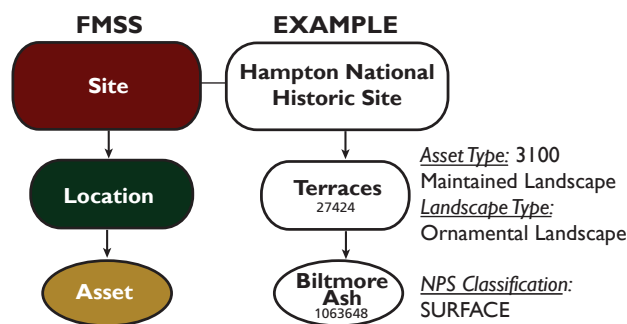 FMSS
EXAMPLE
Site
Hampton National
Historic Site
Location
Terraces
27424
Asset Type: 3100
Maintained Landscape
Landscape Type:
Ornamental Landscape
Asset
Biltmore
Ash
1063648
NPS Classification:
SURFACE